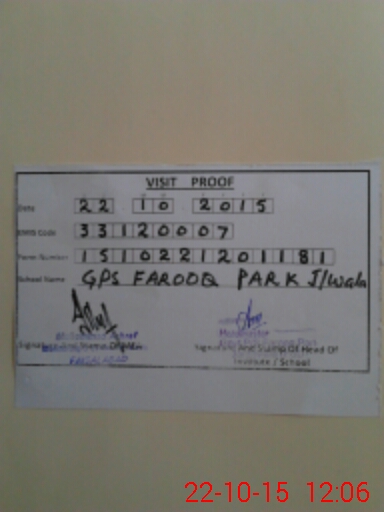 VISIT PROOF
Date 22 10 2015
EMIS Code 33120007
Form Number 1510221201181
School Name GPS FAROOQ PARK J/Wala
Signature And Stamp Of Head Of
Institute / School
22-10-15 12:06